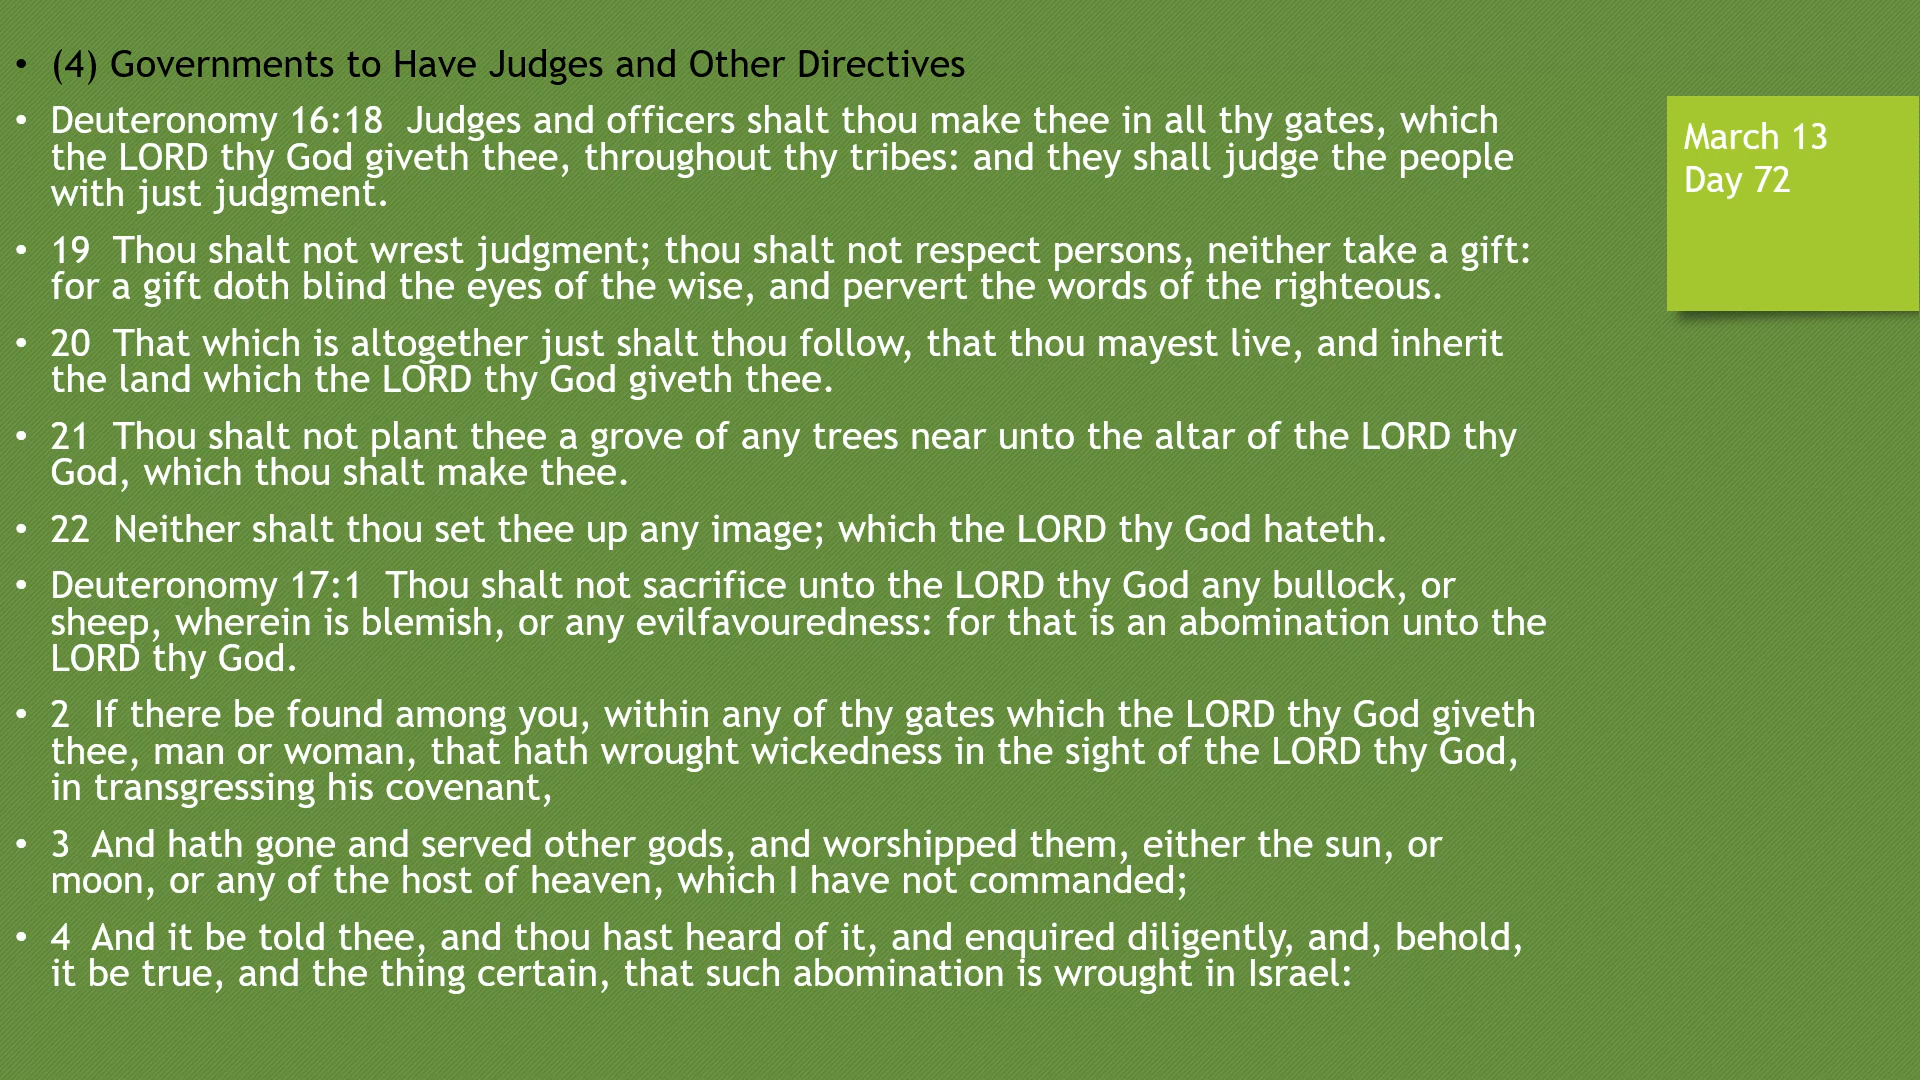 • (4) Governments to Have Judges and Other Directives
• Deuteronomy 16:18  Judges and officers shalt thou make thee in all thy gates, which
the LORD thy God giveth thee, throughout thy tribes: and they shall judge the people
with just judgment.
• 19  Thou shalt not wrest judgment; thou shalt not respect persons, neither take a gift:
for a gift doth blind the eyes of the wise, and pervert the words of the righteous.
• 20  That which is altogether just shalt thou follow, that thou mayest live, and inherit
the land which the LORD thy God giveth thee.
• 21  Thou shalt not plant thee a grove of any trees near unto the altar of the LORD thy
God, which thou shalt make thee.
• 22  Neither shalt thou set thee up any image; which the LORD thy God hateth.
• Deuteronomy 17:1  Thou shalt not sacrifice unto the LORD thy God any bullock, or
sheep, wherein is blemish, or any evilfavouredness: for that is an abomination unto the
LORD thy God.
• 2  If there be found among you, within any of thy gates which the LORD thy God giveth
thee, man or woman, that hath wrought wickedness in the sight of the LORD thy God,
in transgressing his covenant,
• 3  And hath gone and served other gods, and worshipped them, either the sun, or
moon, or any of the host of heaven, which I have not commanded;
• 4  And it be told thee, and thou hast heard of it, and enquired diligently, and, behold,
it be true, and the thing certain, that such abomination is wrought in Israel:
March 13
Day 72